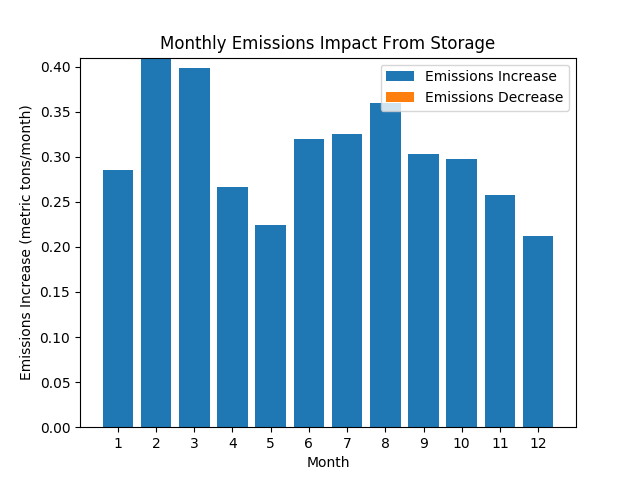 Monthly Emissions Impact From Storage
Emissions Increase
Emissions Decrease
Emissions Increase (metric tons/month)
0.40
0.35
0.30
0.25
0.20
0.15
0.10
0.05
0.00
1 2 3 4 5 6 7 8 9 10 11 12
Month